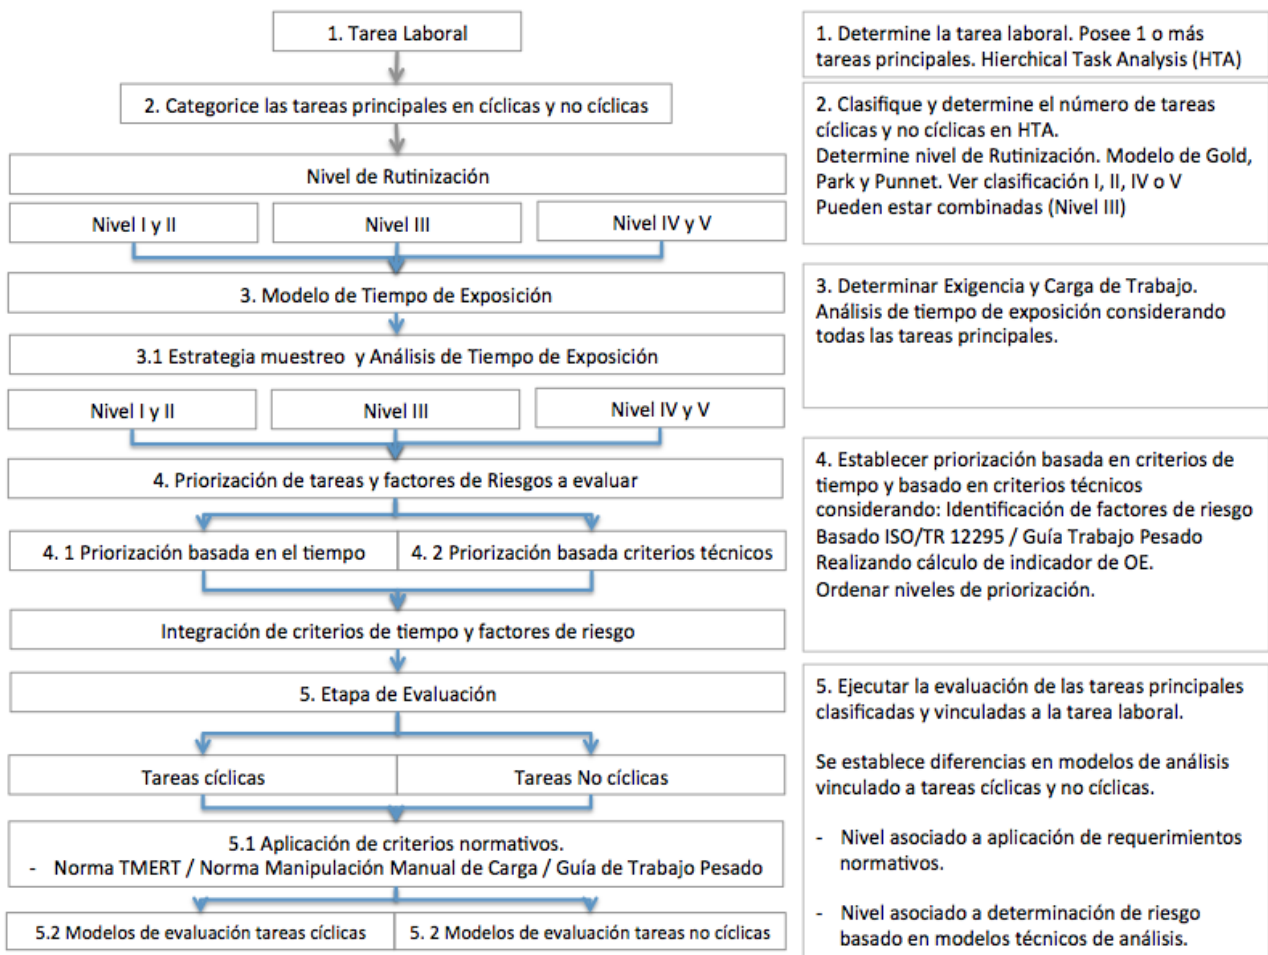 1. Tarea Laboral
2. Categorice las tareas principales en cíclicas y no cíclicas
Nivel de Rutinización
Nivel I y II
Nivel III
Nivel IV y V
3. Modelo de Tiempo de Exposición
3.1 Estrategia muestreo y Análisis de Tiempo de Exposición
Nivel I y II
Nivel III
Nivel IV y V
4. Priorización de tareas y factores de Riesgos a evaluar
4. 1 Priorización basada en el tiempo
4. 2 Priorización basada criterios técnicos
Integración de criterios de tiempo y factores de riesgo
5. Etapa de Evaluación
Tareas cíclicas
Tareas No cíclicas
5.1 Aplicación de criterios normativos.
- Norma TMERT / Norma Manipulación Manual de Carga / Guía de Trabajo Pesado
5.2 Modelos de evaluación tareas cíclicas
5. 2 Modelos de evaluación tareas no cíclicas
1. Determine la tarea laboral. Posee 1 o más
tareas principales. Hierchical Task Analysis (HTA)
2. Clasifique y determine el número de tareas
cíclicas y no cíclicas en HTA.
Determine nivel de Rutinización. Modelo de Gold,
Park y Punnet. Ver clasificación I, II, IV o V
Pueden estar combinadas (Nivel III)
3. Determinar Exigencia y Carga de Trabajo.
Análisis de tiempo de exposición considerando
todas las tareas principales.
4. Establecer priorización basada en criterios de
tiempo y basado en criterios técnicos
considerando: Identificación de factores de riesgo
Basado ISO/TR 12295 / Guía Trabajo Pesado
Realizando cálculo de indicador de OE.
Ordenar niveles de priorización.
5. Ejecutar la evaluación de las tareas principales
clasificadas y vinculadas a la tarea laboral.
Se establece diferencias en modelos de análisis
vinculado a tareas cíclicas y no cíclicas.
- Nivel asociado a aplicación de requerimientos
normativos.
- Nivel asociado a determinación de riesgo
basado en modelos técnicos de análisis.